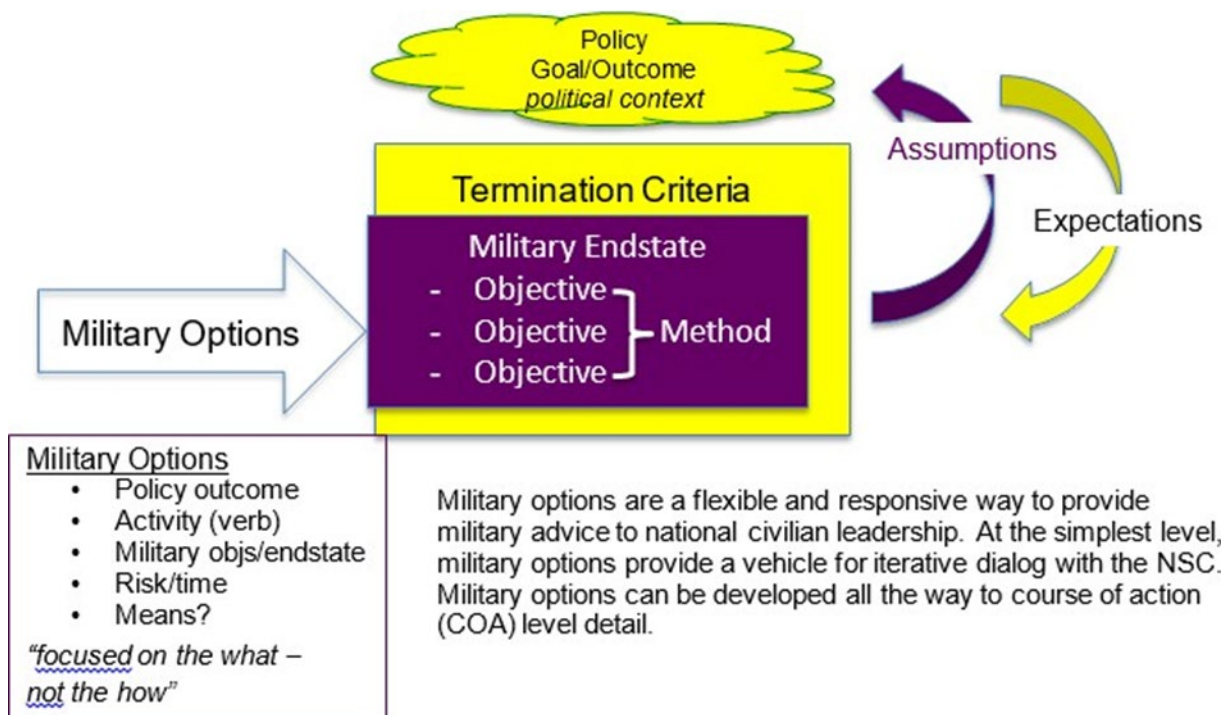 Policy
Goal/Outcome
political context
Assumptions
Expectations
Termination Criteria
Military Endstate
- Objective
- Objective
- Objective
Method
Military Options
Military Options
• Policy outcome
• Activity (verb)
• Military objs/endstate
• Risk/time
• Means?
“focused on the what –
not the how”
Military options are a flexible and responsive way to provide
military advice to national civilian leadership. At the simplest level,
military options provide a vehicle for iterative dialog with the NSC.
Military options can be developed all the way to course of action
(COA) level detail.